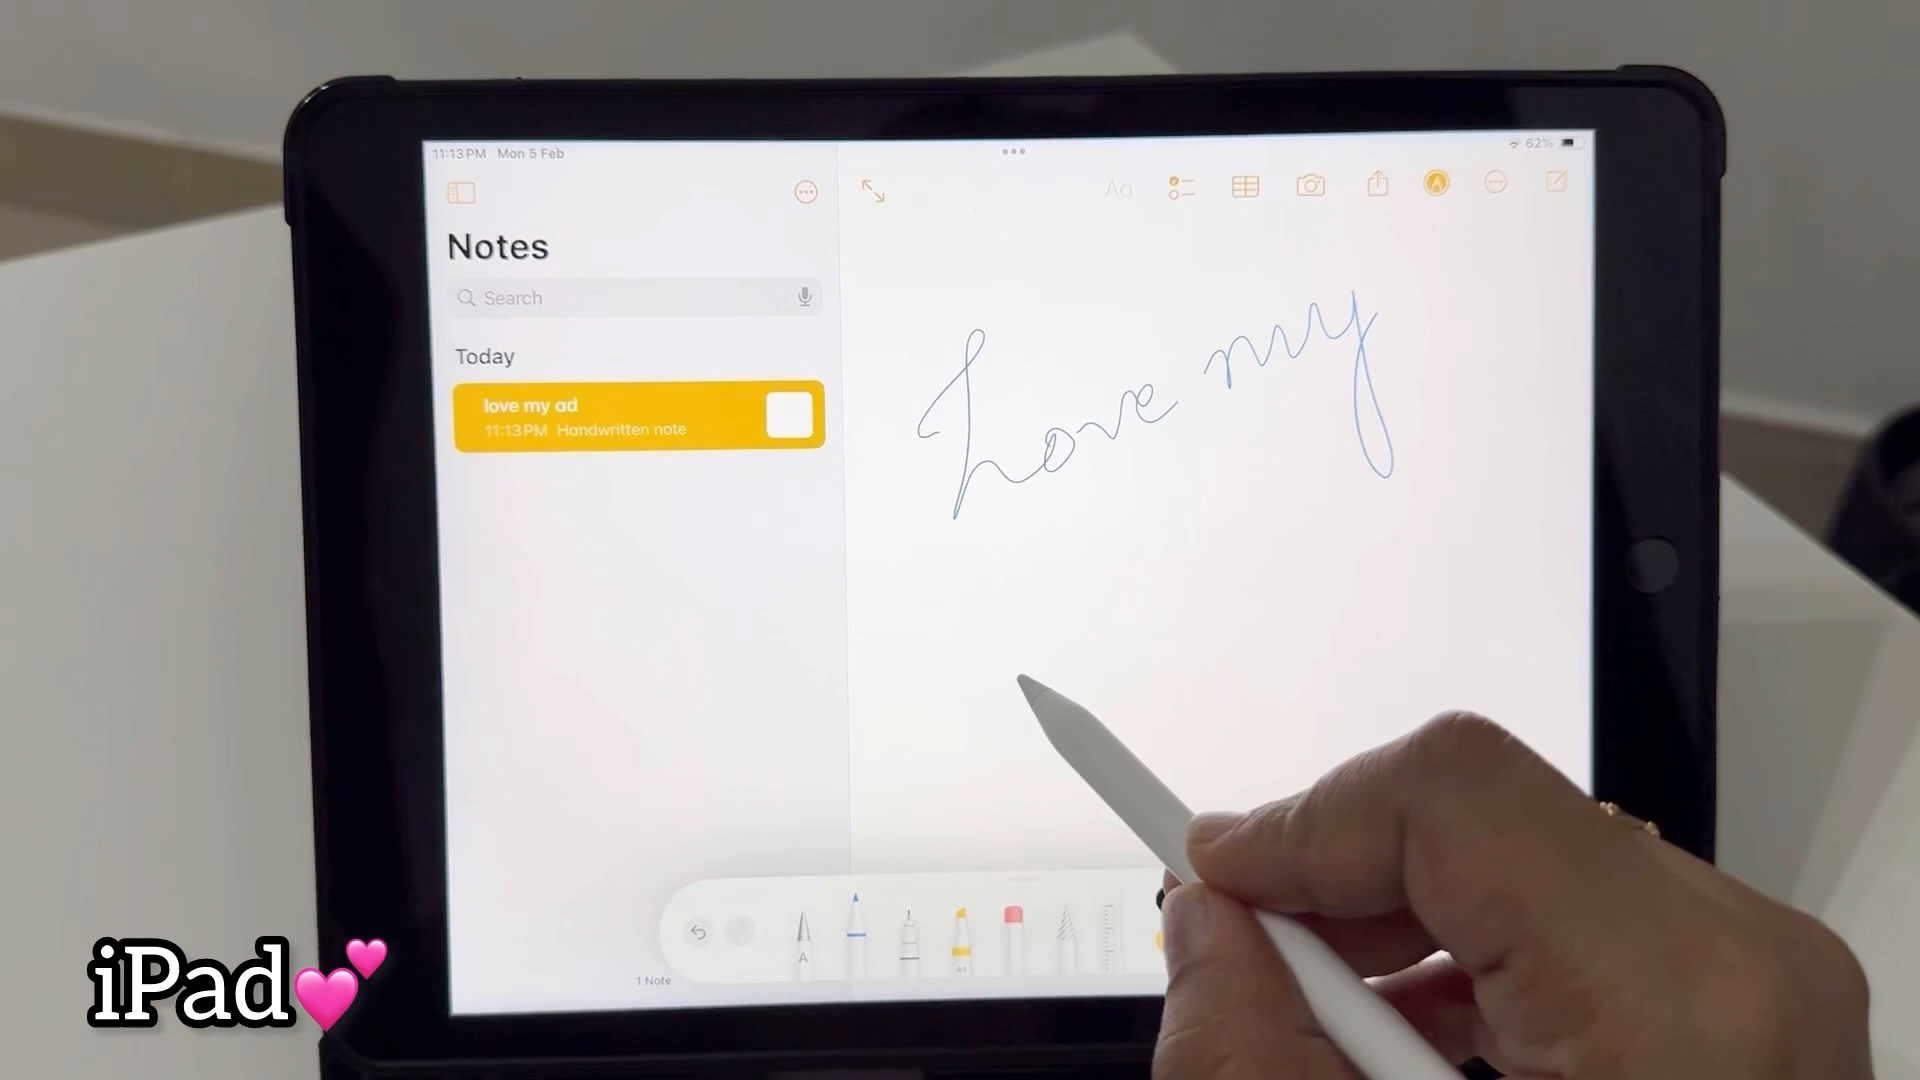 11:13 PM Mon 5 Feb
62%
Notes
Aa
Search
Today
love my ad
11:13 PM Handwritten note
Love my
A
80
1 Note
iPad💕